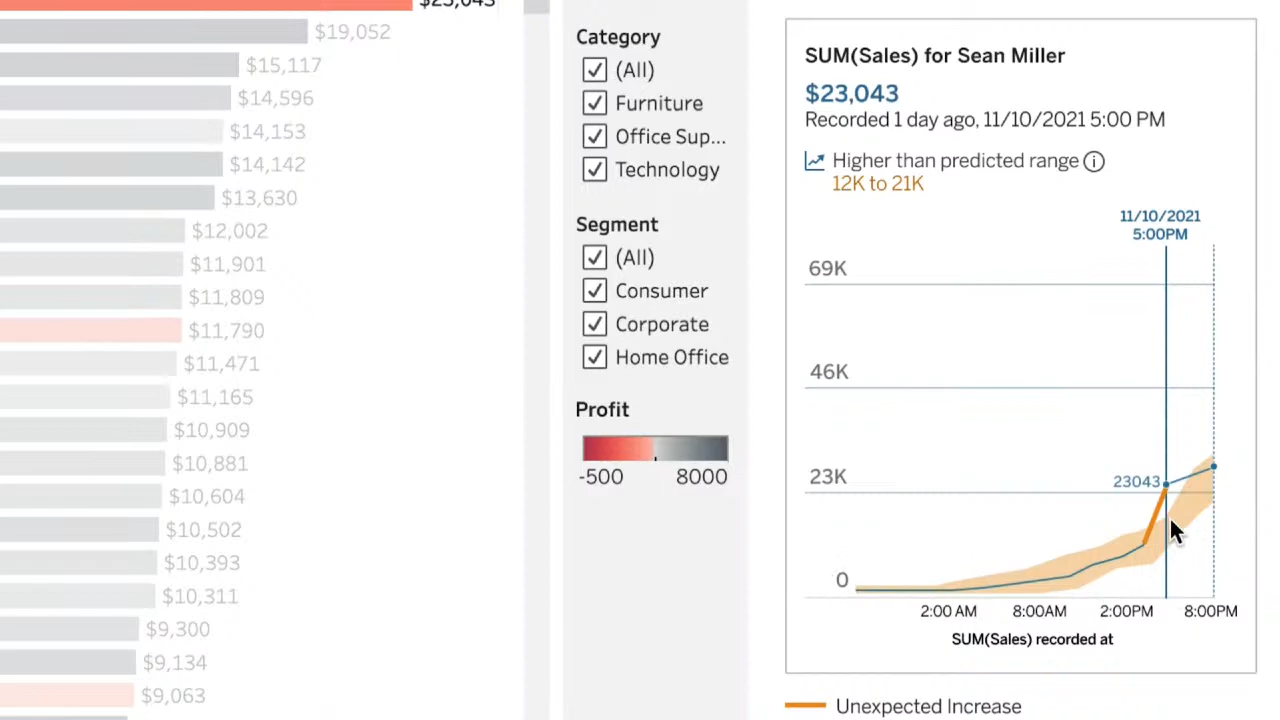 $23,043
$19,052
$15,117
$14,596
$14,153
$14,142
$13,630
$12,002
$11,901
$11,809
$11,790
$11,471
$11,165
$10,909
$10,881
$10,604
$10,502
$10,393
$10,311
$9,300
$9,134
$9,063
Category
(All)
Furniture
Office Sup...
Technology
Segment
(All)
Consumer
Corporate
Home Office
Profit
-500 8000
SUM(Sales) for Sean Miller
$23,043
Recorded 1 day ago, 11/10/2021 5:00 PM
Higher than predicted range
12K to 21K
11/10/2021
5:00PM
69K
46K
23K
23043
0
2:00 AM 8:00AM 2:00PM 8:00PM
SUM(Sales) recorded at
Unexpected Increase